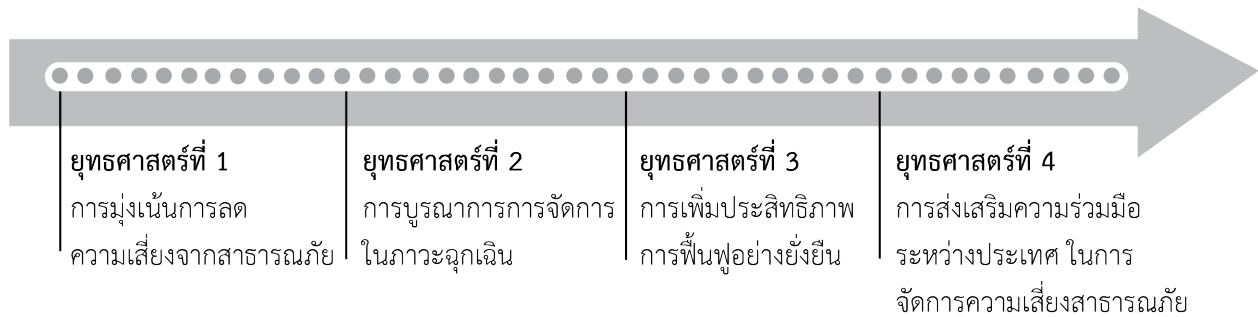 ยุทธศาสตร์ที่ 1
การมุ่งเน้นการลด
ความเสี่ยงจากสาธารณภัย
ยุทธศาสตร์ที่ 2
การบูรณาการการจัดการ
ในภาวะฉุกเฉิน
ยุทธศาสตร์ที่ 3
การเพิ่มประสิทธิภาพ
การฟื้นฟูอย่างยั่งยืน
ยุทธศาสตร์ที่ 4
การส่งเสริมความร่วมมือ
ระหว่างประเทศ ในการ
จัดการความเสี่ยงสาธารณภัย